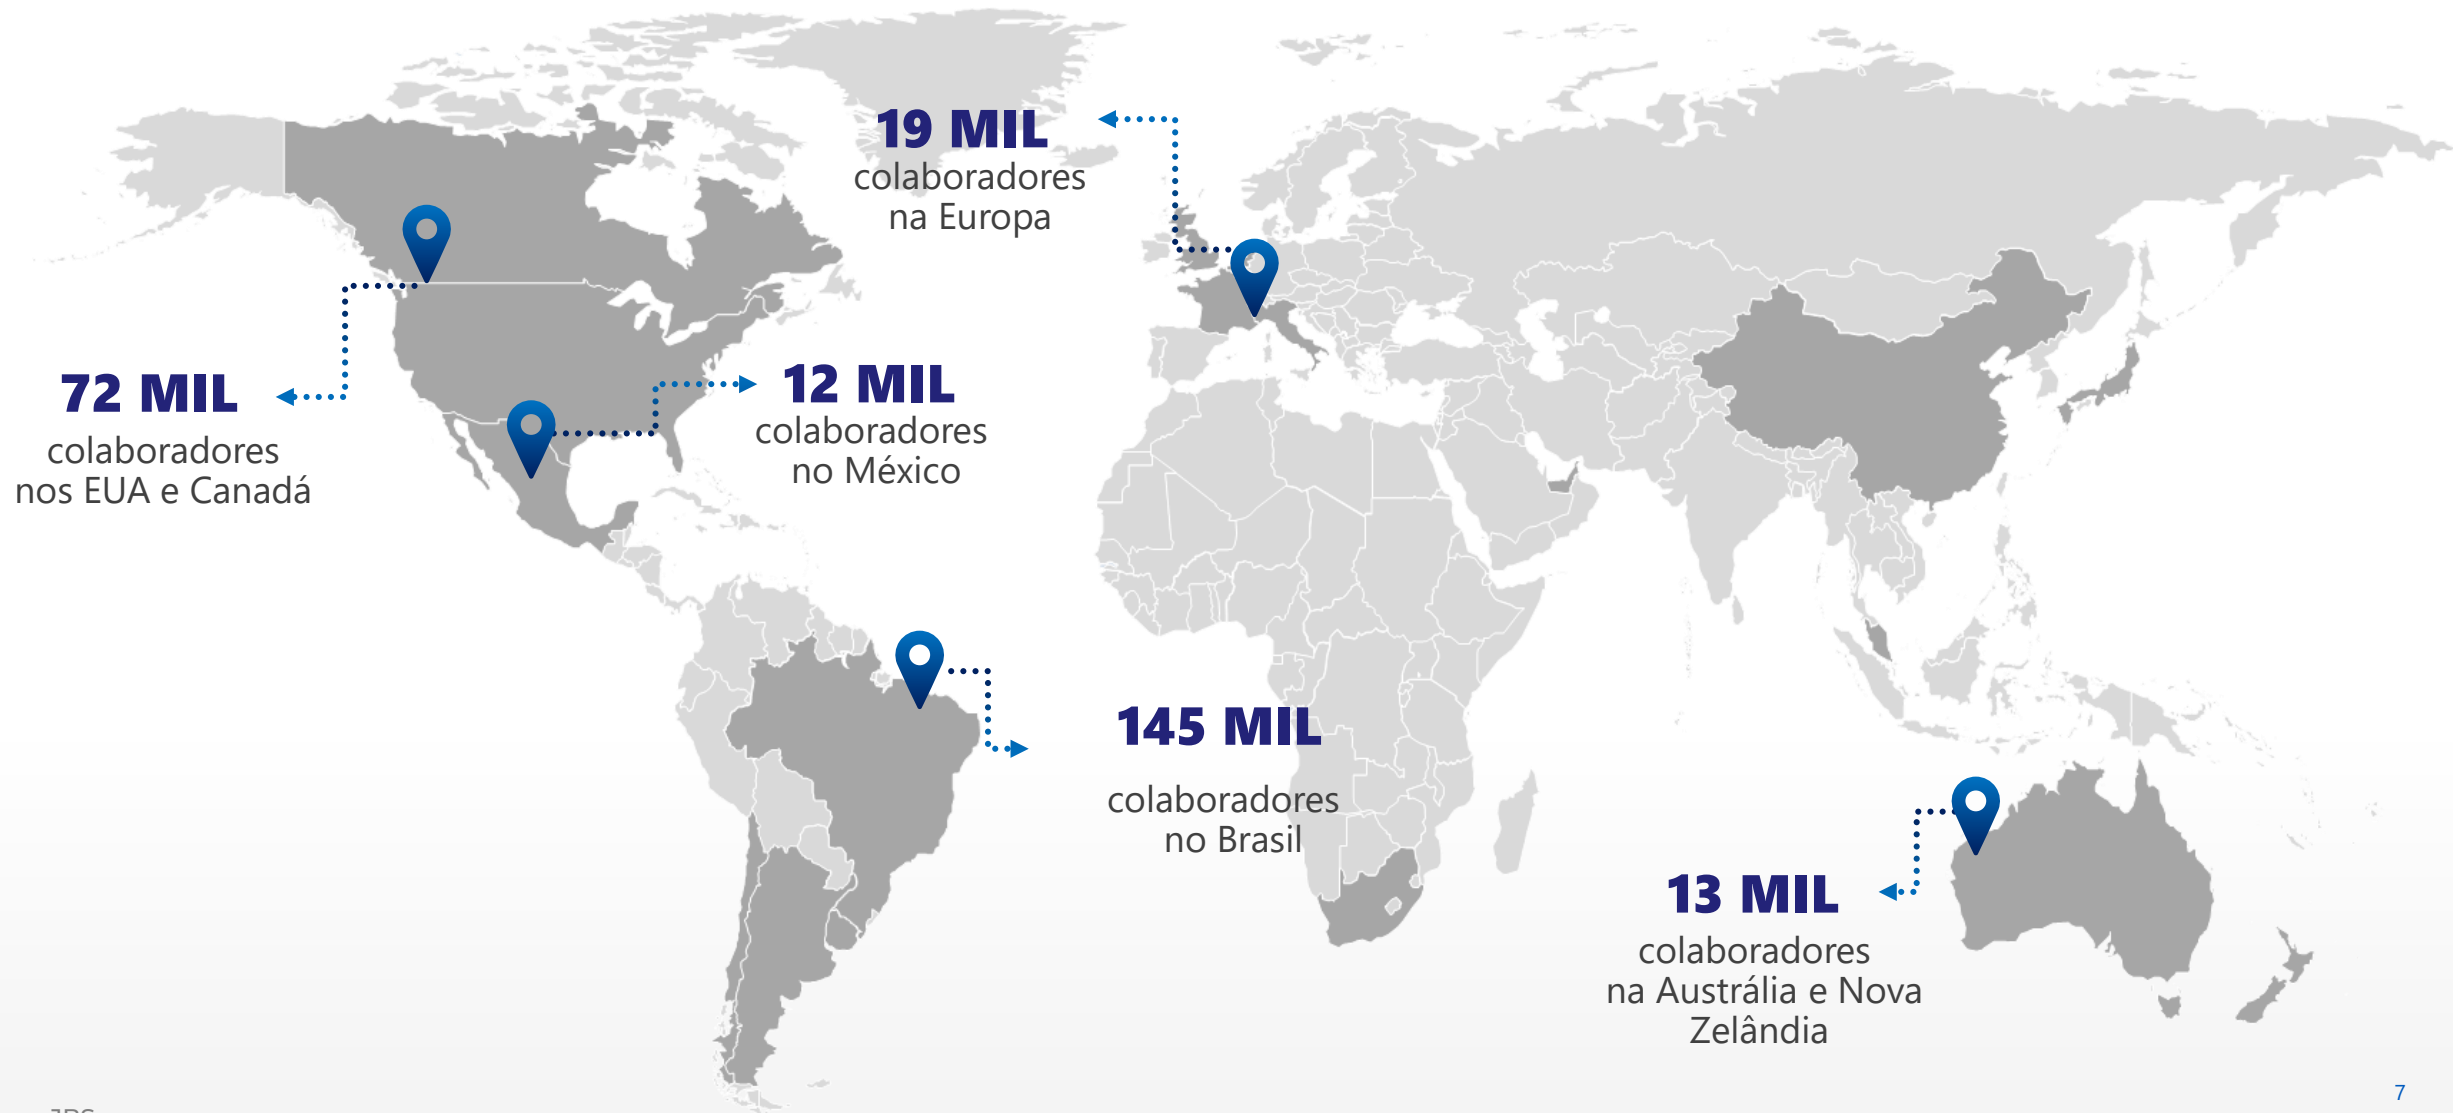 19 MIL
colaboradores
na Europa
72 MIL
colaboradores
nos EUA e Canadá
12 MIL
colaboradores
no México
145 MIL
colaboradores
no Brasil
13 MIL
colaboradores
na Austrália e Nova
Zelândia
7